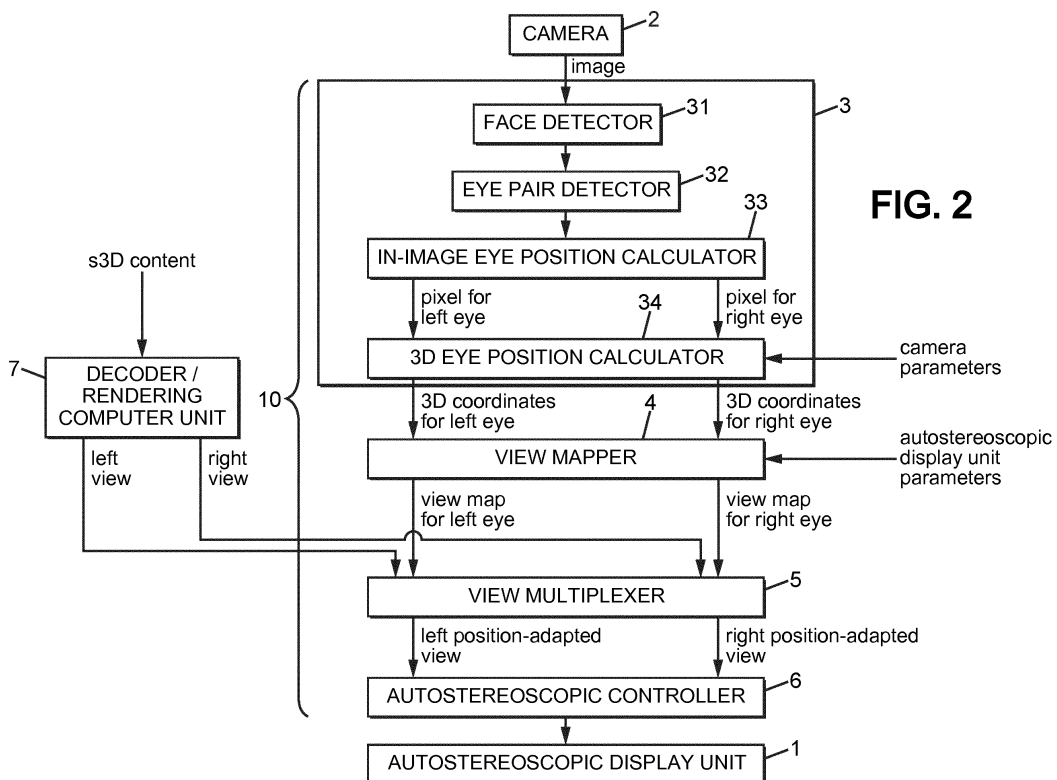 CAMERA
2
image
3
FACE DETECTOR
31
EYE PAIR DETECTOR
32
FIG. 2
33
IN-IMAGE EYE POSITION CALCULATOR
s3D content
pixel for
left eye
pixel for
right eye
34
3D EYE POSITION CALCULATOR
camera
parameters
7
DECODER /
RENDERING
COMPUTER UNIT
10
3D coordinates
for left eye
3D coordinates
for right eye
4
VIEW MAPPER
autostereoscopic
display unit
parameters
left
view
right
view
view map
for left eye
view map
for right eye
VIEW MULTIPLEXER
5
left position-adapted
view
right position-adapted
view
AUTOSTEREOSCOPIC CONTROLLER
6
AUTOSTEREOSCOPIC DISPLAY UNIT
1